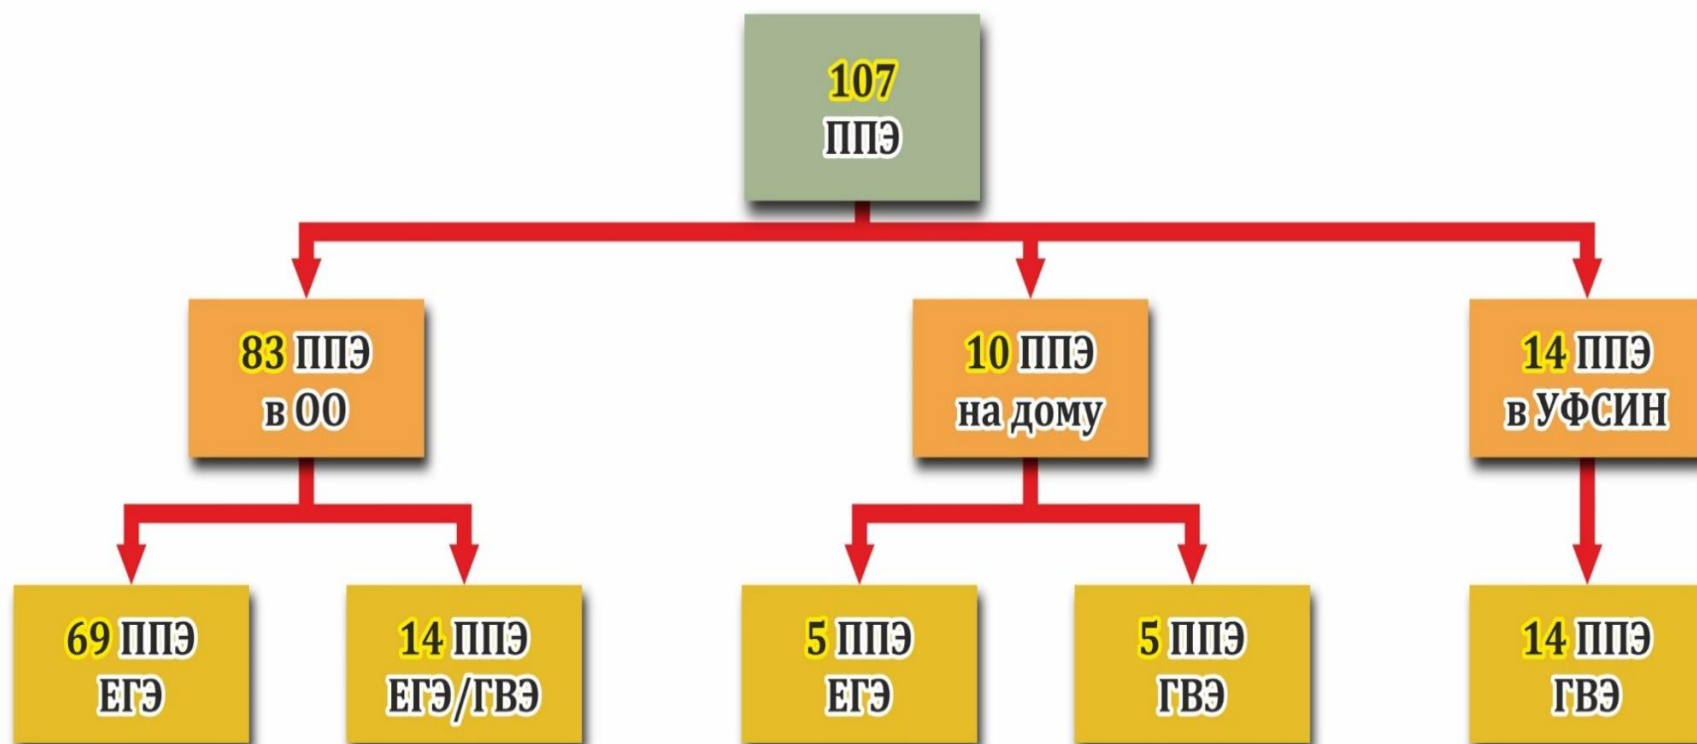 107
ППЭ
83 ППЭ
в ОО
10 ППЭ
на дому
14 ППЭ
в УФСИН
69 ППЭ
ЕГЭ
14 ППЭ
ЕГЭ/ГВЭ
5 ППЭ
ЕГЭ
5 ППЭ
ГВЭ
14 ППЭ
ГВЭ